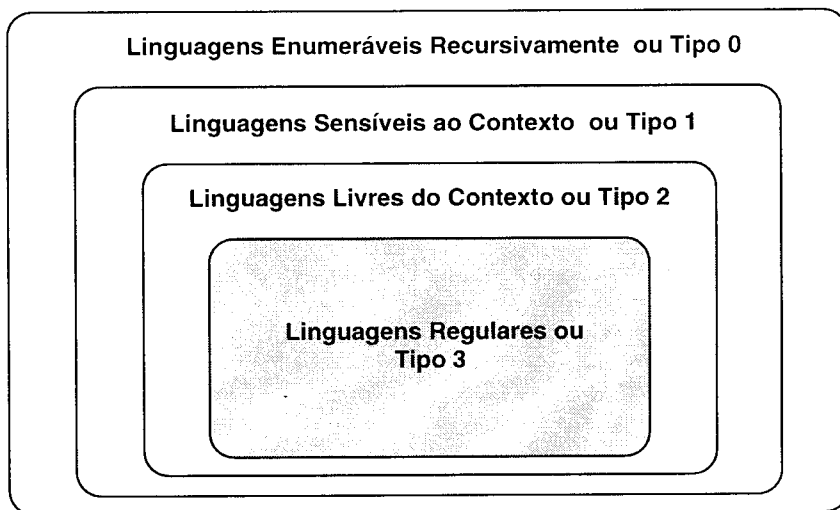 Linguagens Enumeráveis Recursivamente ou Tipo 0
Linguagens Sensíveis ao Contexto ou Tipo 1
Linguagens Livres do Contexto ou Tipo 2
Linguagens Regulares ou
Tipo 3